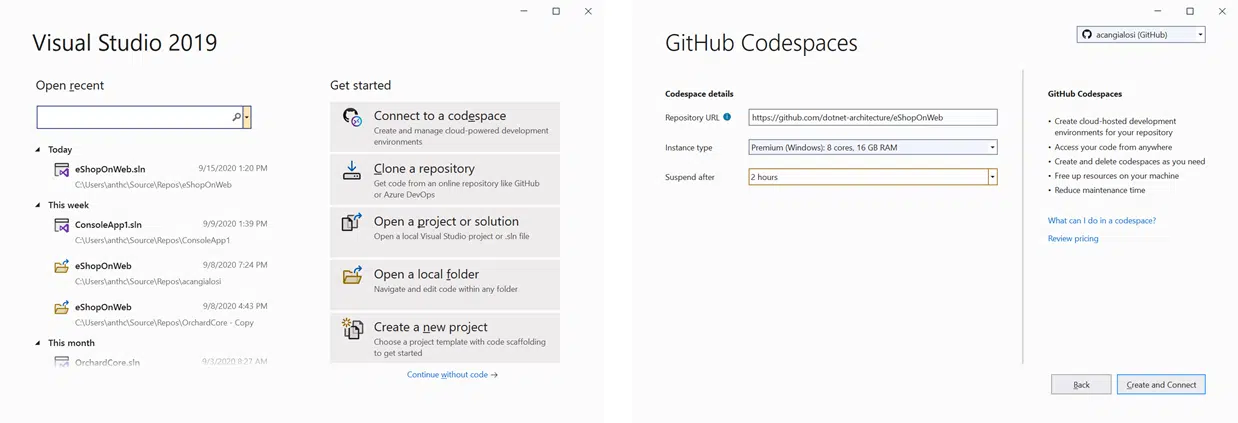 Visual Studio 2019
Open recent
Today
eShopOnWeb.sln 9/15/2020 1:20 PM
C:\Users\anthc\Source\Repos\eShopOnWeb
This week
ConsoleApp1.sln 9/9/2020 1:39 PM
C:\Users\anthc\Source\Repos\ConsoleApp1
eShopOnWeb 9/8/2020 7:24 PM
C:\Users\anthc\Source\Repos\acangialosi
eShopOnWeb 9/8/2020 4:43 PM
C:\Users\anthc\Source\Repos\OrchardCore - Copy
This month
OrchardCore.sln 9/3/2020 8:27 AM
Get started
Connect to a codespace
Create and manage cloud-powered development
environments
Clone a repository
Get code from an online repository like GitHub
or Azure DevOps
Open a project or solution
Open a local Visual Studio project or .sln file
Open a local folder
Navigate and edit code within any folder
Create a new project
Choose a project template with code scaffolding
to get started
Continue without code →
GitHub Codespaces
acangialosi (GitHub)
Codespace details
Repository URL https://github.com/dotnet-architecture/eShopOnWeb
Instance type Premium (Windows): 8 cores, 16 GB RAM
Suspend after 2 hours
GitHub Codespaces
• Create cloud-hosted development
environments for your repository
• Access your code from anywhere
• Create and delete codespaces as you need
• Free up resources on your machine
• Reduce maintenance time
What can I do in a codespace?
Review pricing
Back
Create and Connect